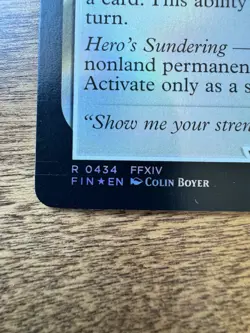 a card. This ability
turn.
Hero's Sundering —
nonland permanen
Activate only as a s
“Show me your stren
R 0434 FFXIV
FIN★EN COLIN BOYER